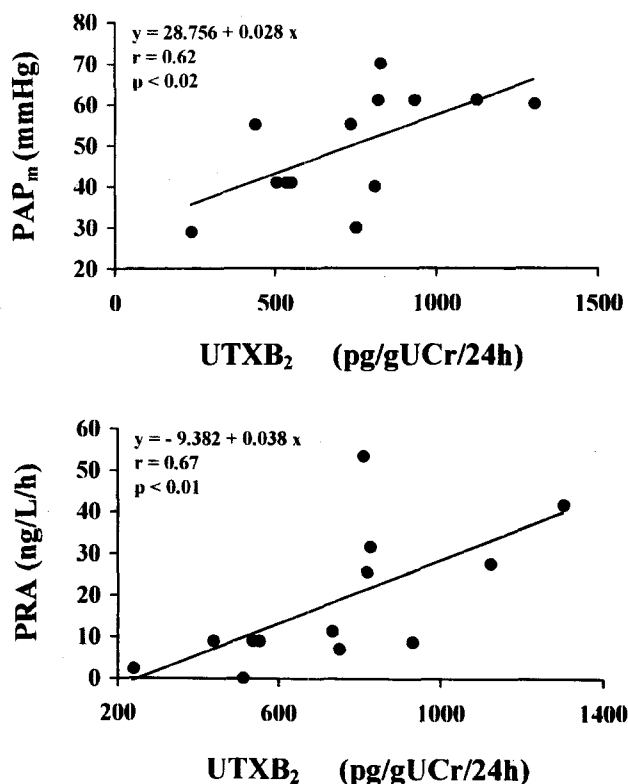 y = 28.756 + 0.028 x
r = 0.62
p < 0.02
80
70
60
50
40
30
20
PAPm (mmHg)
0 500 1000 1500
UTXB2 (pg/gUCr/24h)
y = - 9.382 + 0.038 x
r = 0.67
p < 0.01
60
50
40
30
20
10
0
PRA (ng/L/h)
200 600 1000 1400
UTXB2 (pg/gUCr/24h)